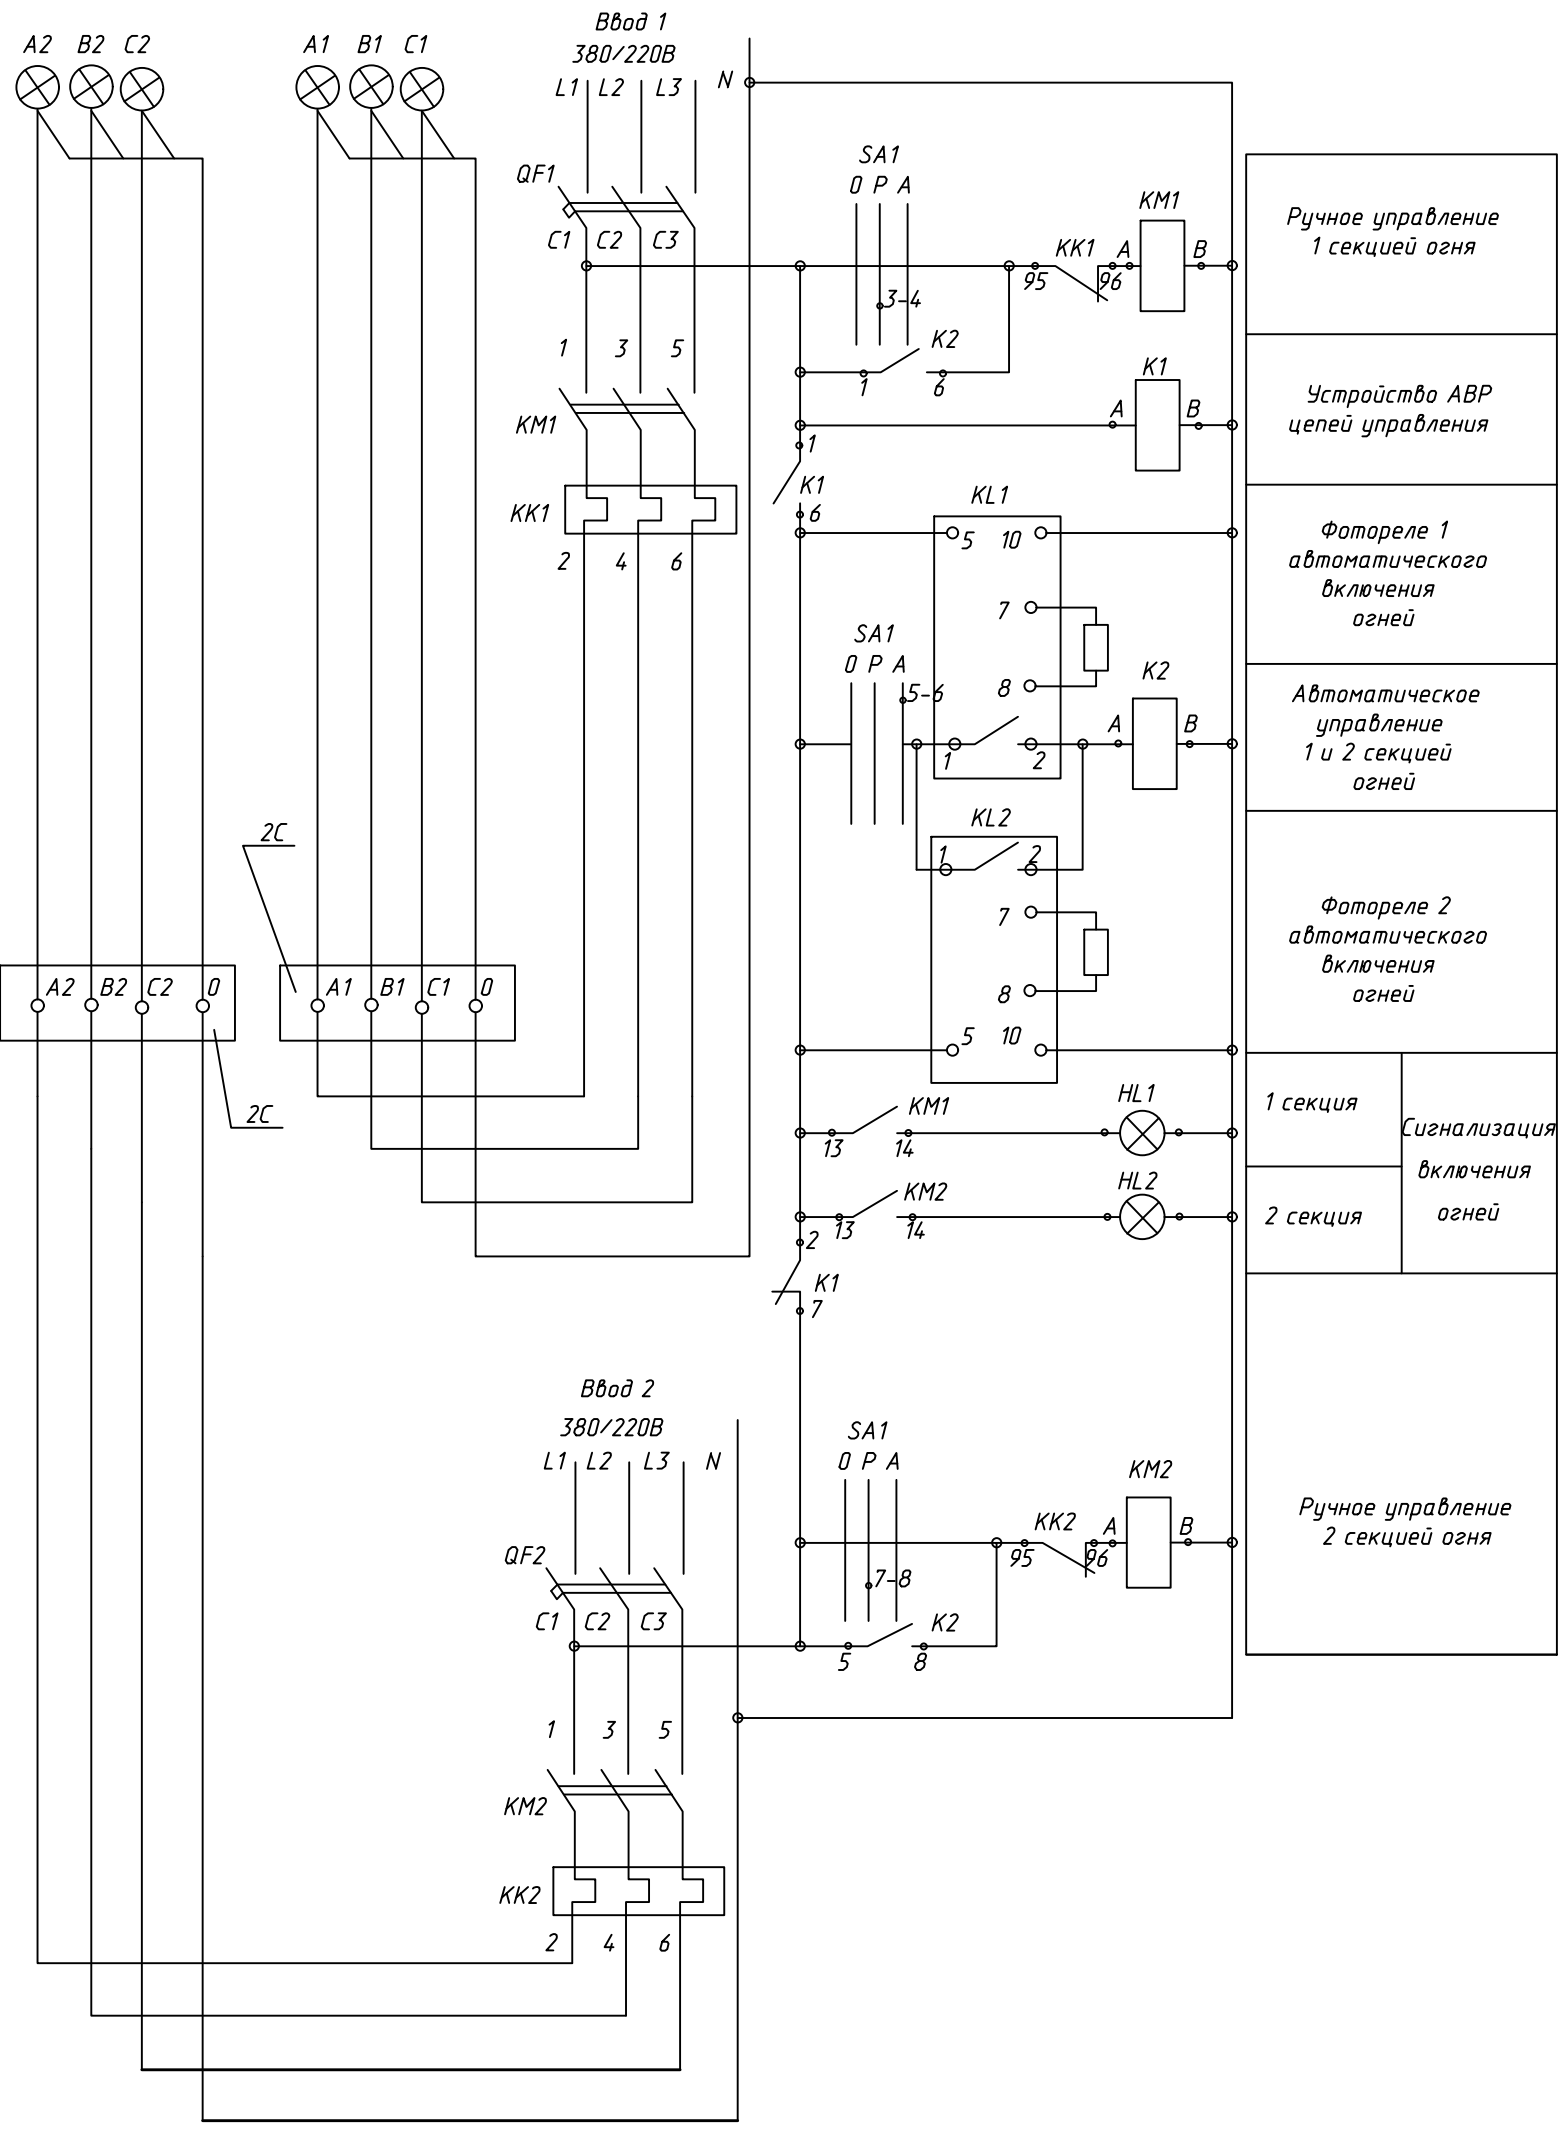 A2 B2 C2
A1 B1 C1
Ввод 1
380/220В
L1 L2 L3 N
QF1
C1 C2 C3
1 3 5
KM1
KK1
2 4 6
SA1
0 P A
3-4
K2
1 6
KK1
95 96
A
KM1
B
K1
A B
1
K1
6
KL1
5 10
7
8
SA1
0 P A
5-6
1 2
K2
A B
KL2
1 2
7
8
5 10
KM1
13 14
HL1
KM2
13 14
HL2
2
K1
7
2C
A2 B2 C2 0
A1 B1 C1 0
2C
Ввод 2
380/220В
L1 L2 L3 N
QF2
C1 C2 C3
1 3 5
KM2
KK2
2 4 6
SA1
0 P A
7-8
K2
5 8
KK2
95 96
A
KM2
B
Ручное управление
1 секцией огня
Устройство АВР
цепей управления
Фотореле 1
автоматического
включения
огней
Автоматическое
управление
1 и 2 секцией
огней
Фотореле 2
автоматического
включения
огней
1 секция
2 секция
Сигнализация
включения
огней
Ручное управление
2 секцией огня